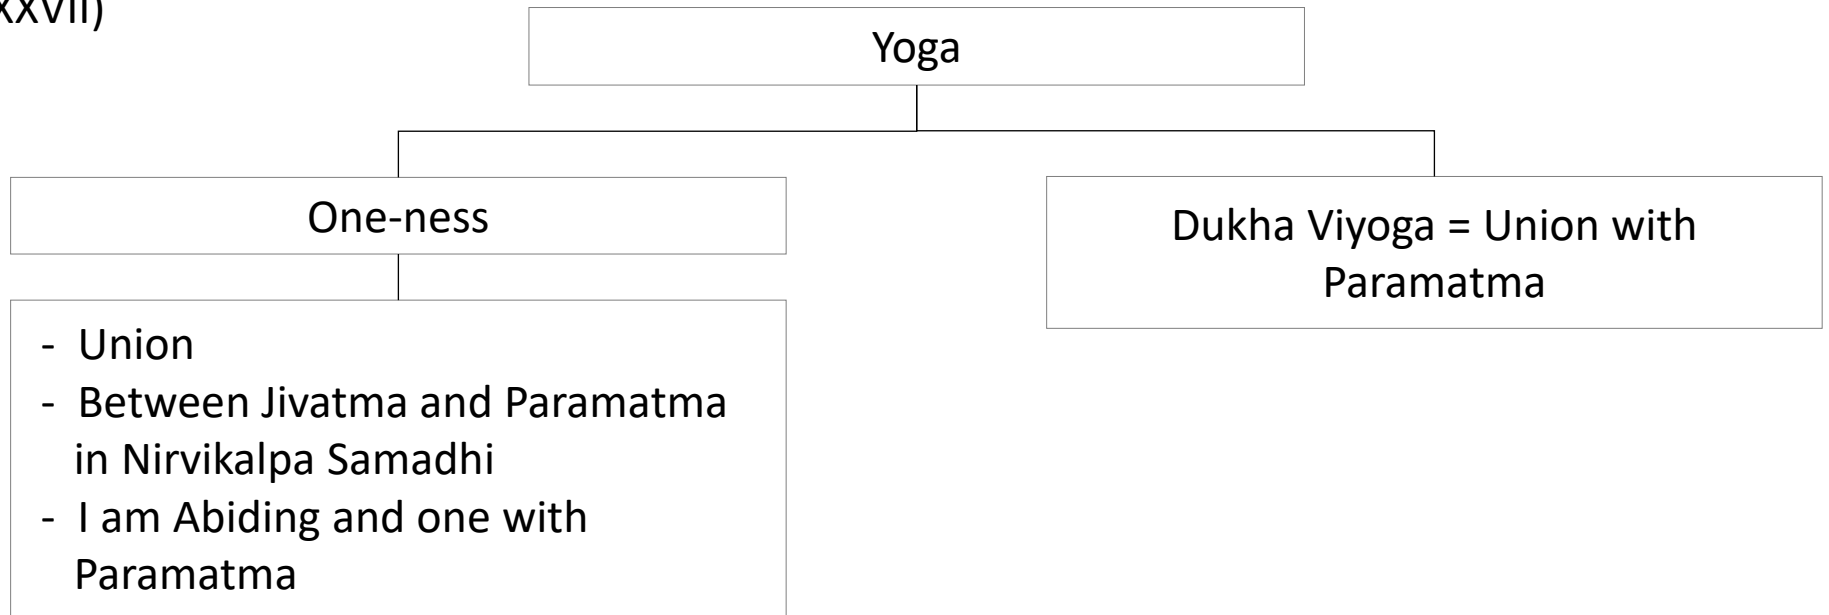 XXVII)
Yoga
One-ness
Dukha Viyoga = Union with
Paramatma
- Union
- Between Jivatma and Paramatma
in Nirvikalpa Samadhi
- I am Abiding and one with
Paramatma